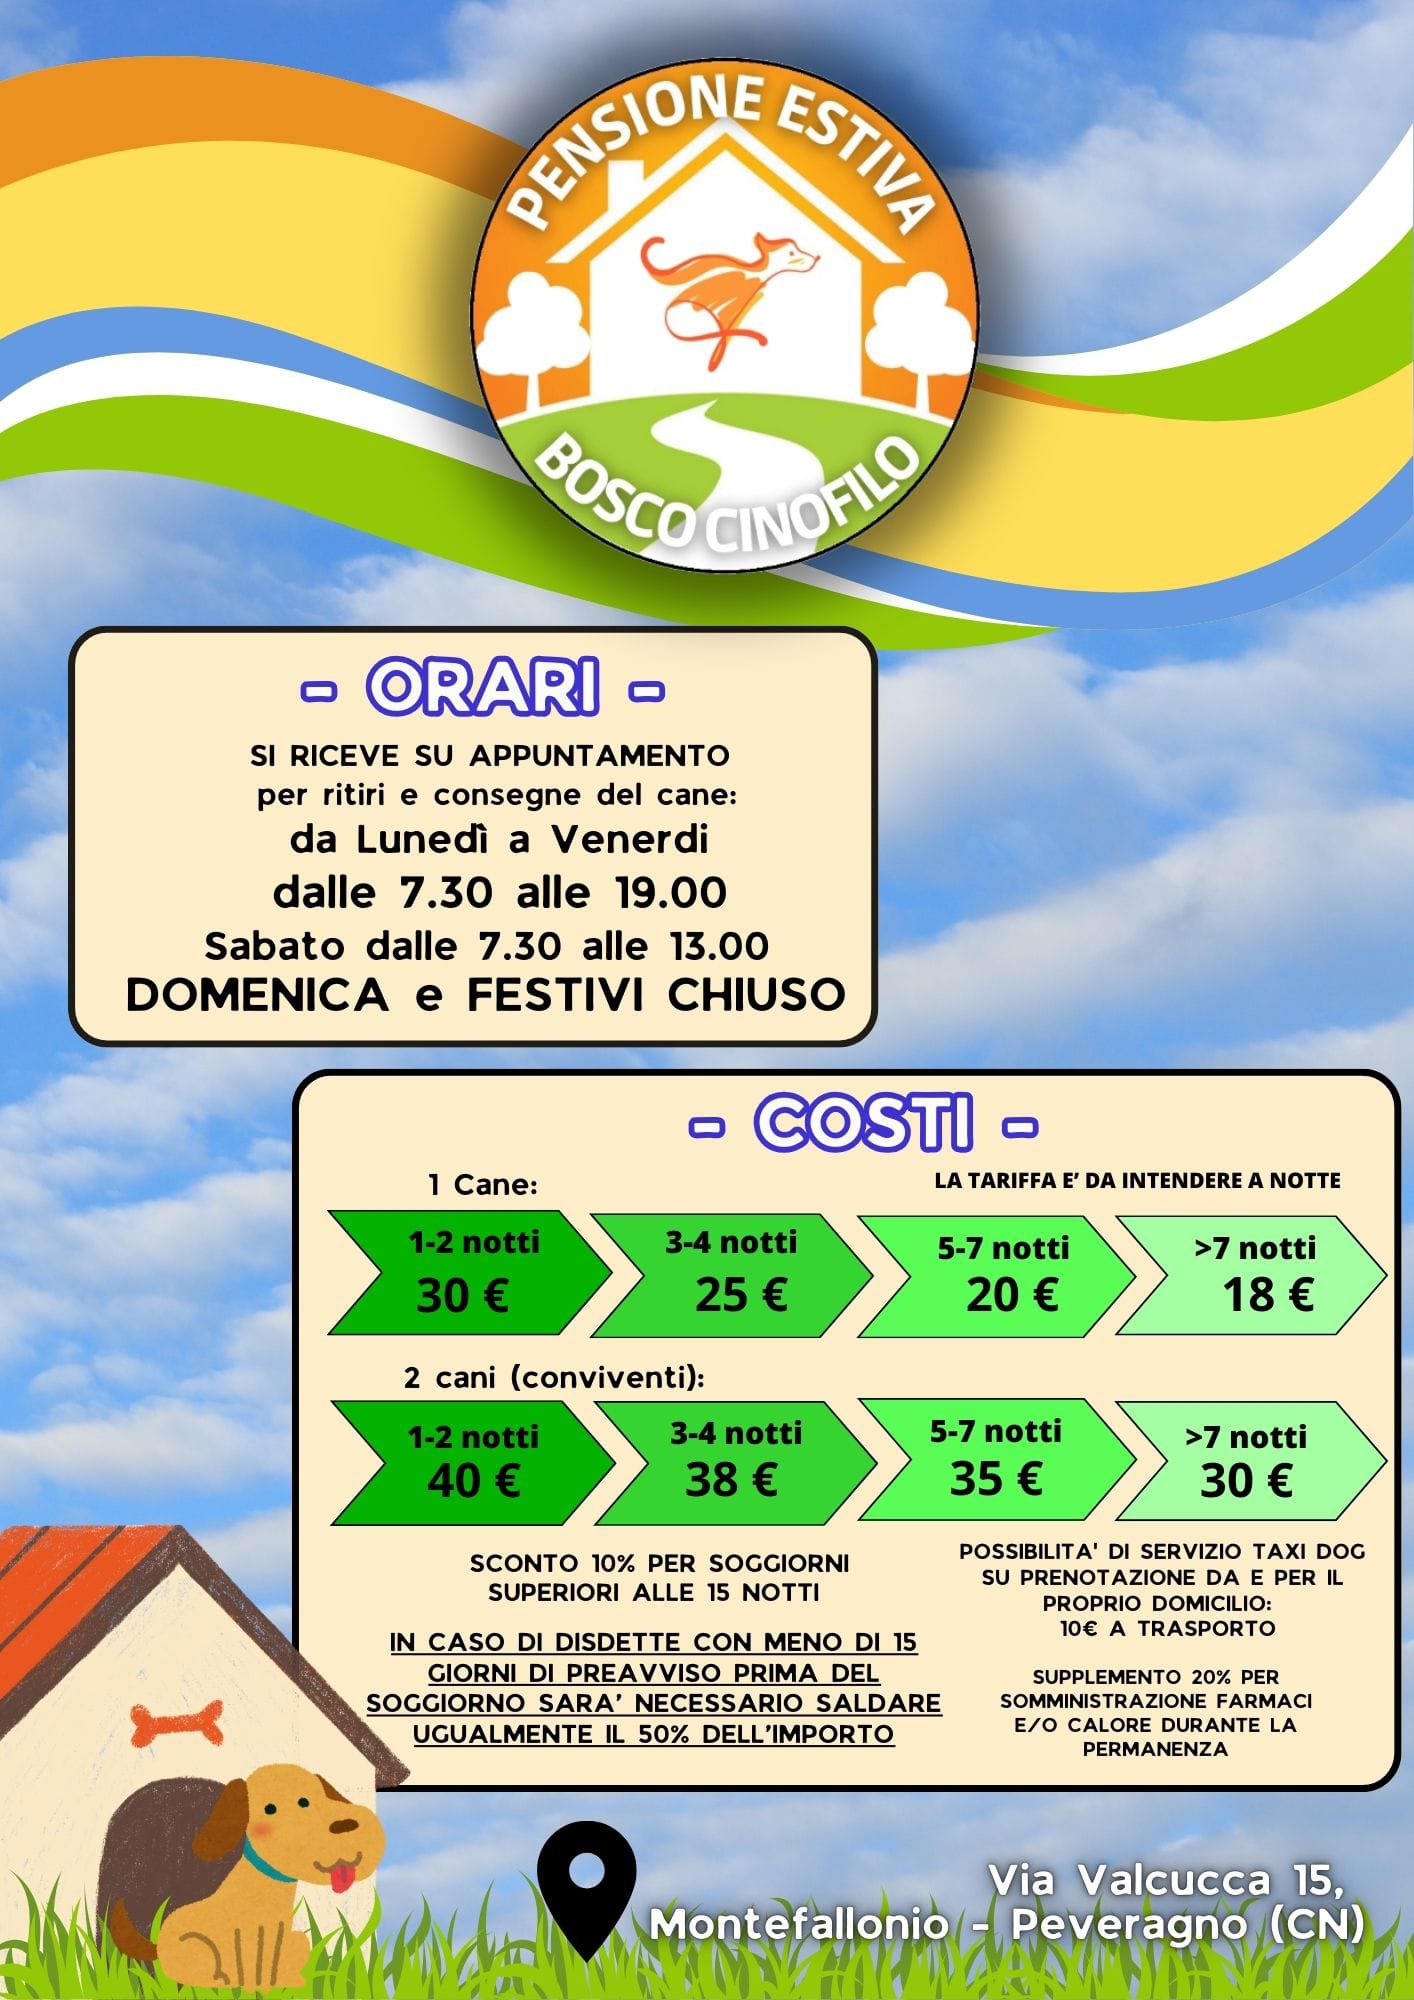 PENSIONE ESTIVA
BOSCO CINOFILO
- ORARI -
SI RICEVE SU APPUNTAMENTO
per ritiri e consegne del cane:
da Lunedì a Venerdi
dalle 7.30 alle 19.00
Sabato dalle 7.30 alle 13.00
DOMENICA e FESTIVI CHIUSO
- COSTI -
1 Cane:
LA TARIFFA E’ DA INTENDERE A NOTTE
1-2 notti
30 €
3-4 notti
25 €
5-7 notti
20 €
>7 notti
18 €
2 cani (conviventi):
1-2 notti
40 €
3-4 notti
38 €
5-7 notti
35 €
>7 notti
30 €
SCONTO 10% PER SOGGIORNI
SUPERIORI ALLE 15 NOTTI
IN CASO DI DISDETTE CON MENO DI 15
GIORNI DI PREAVVISO PRIMA DEL
SOGGIORNO SARA’ NECESSARIO SALDARE
UGUALMENTE IL 50% DELL’IMPORTO
POSSIBILITA' DI SERVIZIO TAXI DOG
SU PRENOTAZIONE DA E PER IL
PROPRIO DOMICILIO:
10€ A TRASPORTO
SUPPLEMENTO 20% PER
SOMMINISTRAZIONE FARMACI
E/O CALORE DURANTE LA
PERMANENZA
Via Valcucca 15,
Montefallonio - Peveragno (CN)